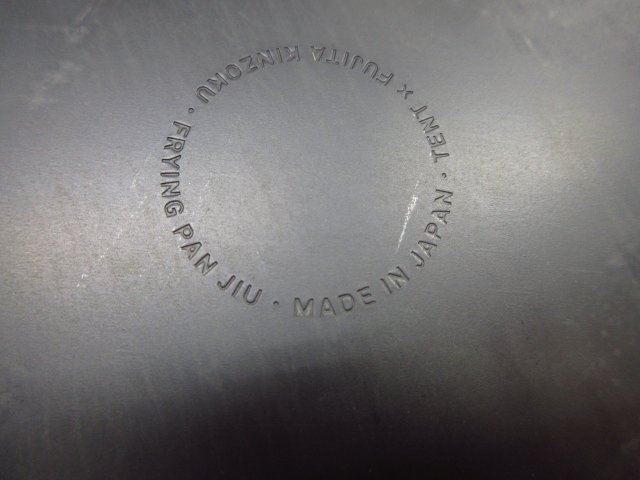 FRYING PAN JIU · MADE IN JAPAN · TENT x FUJITA KINZOKU ·